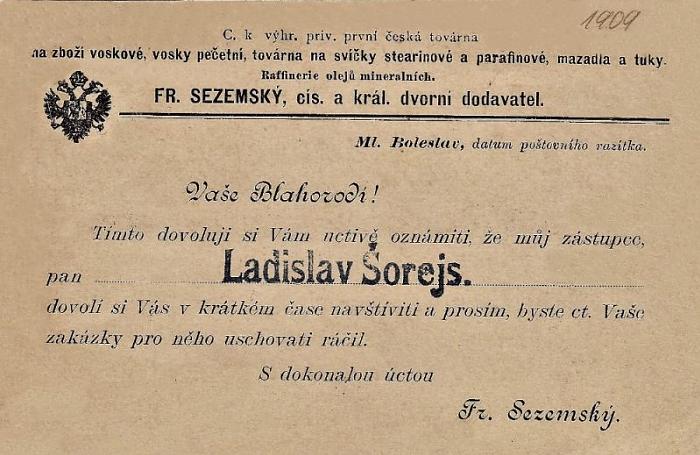 1909
C. k výhr. priv. první česká továrna
na zboží voskové, vosky pečetní, továrna na svíčky stearinové a parafinové, mazadla a tuky.
Raffinerie olejů mineralních.
FR. SEZEMSKÝ, cís. a král. dvorní dodavatel.
Ml. Boleslav, datum poštovního razítka.
Vaše Blahorodí!
Tímto dovoluji si Vám uctivě oznámiti, že můj zástupce,
pan Ladislav Šorejs.
dovolí si Vás v krátkém čase navštíviti a prosím, byste ct. Vaše
zakázky pro něho uschovati ráčil.
S dokonalou úctou
Fr. Sezemský.